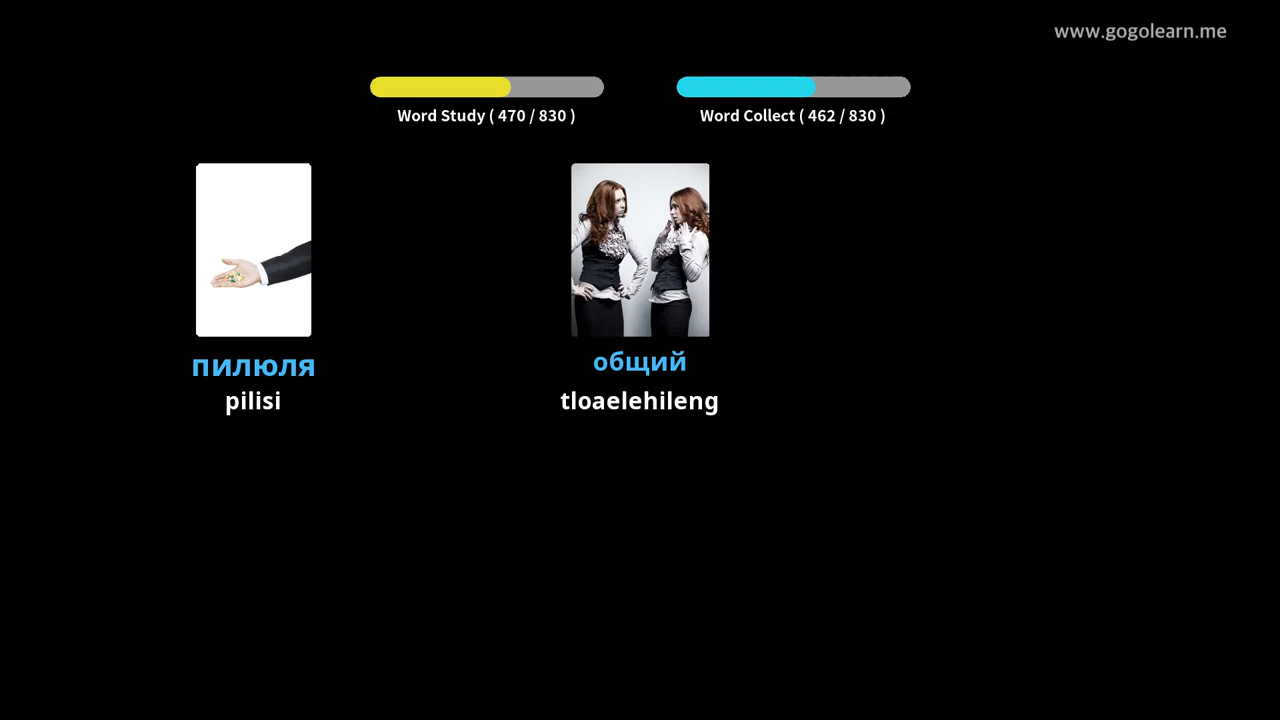 www.gogolearn.me
Word Study ( 470 / 830 )
Word Collect ( 462 / 830 )
пилюля
pilisi
общий
tloaelehileng